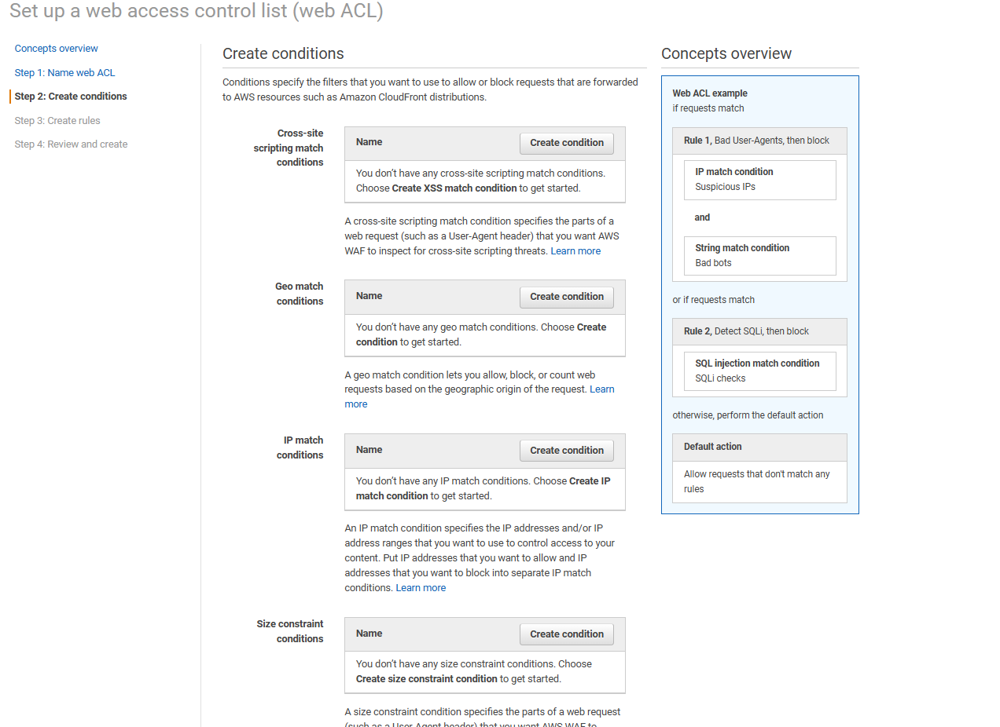 Set up a web access control list (web ACL)
Concepts overview
Step 1: Name web ACL
Step 2: Create conditions
Step 3: Create rules
Step 4: Review and create
Create conditions
Conditions specify the filters that you want to use to allow or block requests that are forwarded
to AWS resources such as Amazon CloudFront distributions.
Cross-site
scripting match
conditions
Name
Create condition
You don't have any cross-site scripting match conditions.
Choose Create XSS match condition to get started.
A cross-site scripting match condition specifies the parts of a
web request (such as a User-Agent header) that you want AWS
WAF to inspect for cross-site scripting threats. Learn more
Geo match
conditions
Name
Create condition
You don't have any geo match conditions. Choose Create
condition to get started.
A geo match condition lets you allow, block, or count web
requests based on the geographic origin of the request. Learn
more
IP match
conditions
Name
Create condition
You don't have any IP match conditions. Choose Create IP
match condition to get started.
An IP match condition specifies the IP addresses and/or IP
address ranges that you want to use to control access to your
content. Put IP addresses that you want to allow and IP
addresses that you want to block into separate IP match
conditions. Learn more
Size constraint
conditions
Name
Create condition
You don't have any size constraint conditions. Choose
Create size constraint condition to get started.
A size constraint condition specifies the parts of a web request
(such as a User-Agent header) that you want AWS WAF to
Concepts overview
Web ACL example
if requests match
Rule 1, Bad User-Agents, then block
IP match condition
Suspicious IPs
and
String match condition
Bad bots
or if requests match
Rule 2, Detect SQLi, then block
SQL injection match condition
SQLi checks
otherwise, perform the default action
Default action
Allow requests that don't match any
rules